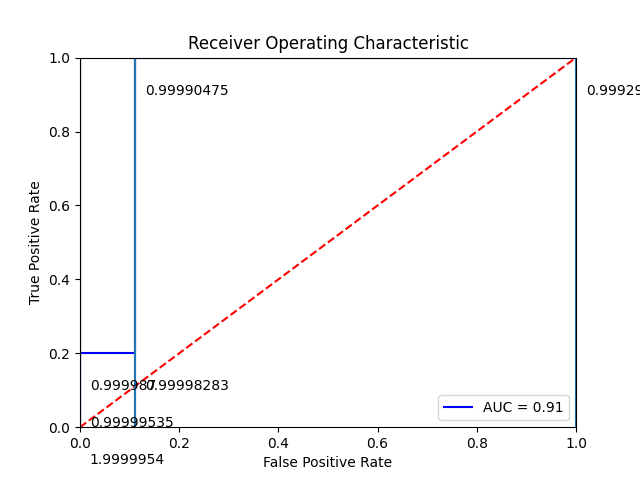 Receiver Operating Characteristic
1.0
0.99990475
0.99929
0.8
0.6
True Positive Rate
0.4
0.2
0.99998283
AUC = 0.91
0.99999535
0.0
0.0 0.2 0.4 0.6 0.8 1.0
1.9999954
False Positive Rate